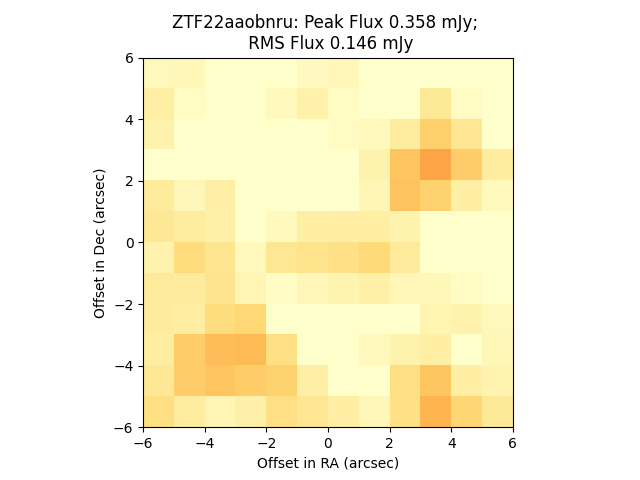 ZTF22aaobnru: Peak Flux 0.358 mJy;
RMS Flux 0.146 mJy
6
4
2
0
−2
−4
−6
Offset in Dec (arcsec)
−6 −4 −2 0 2 4 6
Offset in RA (arcsec)